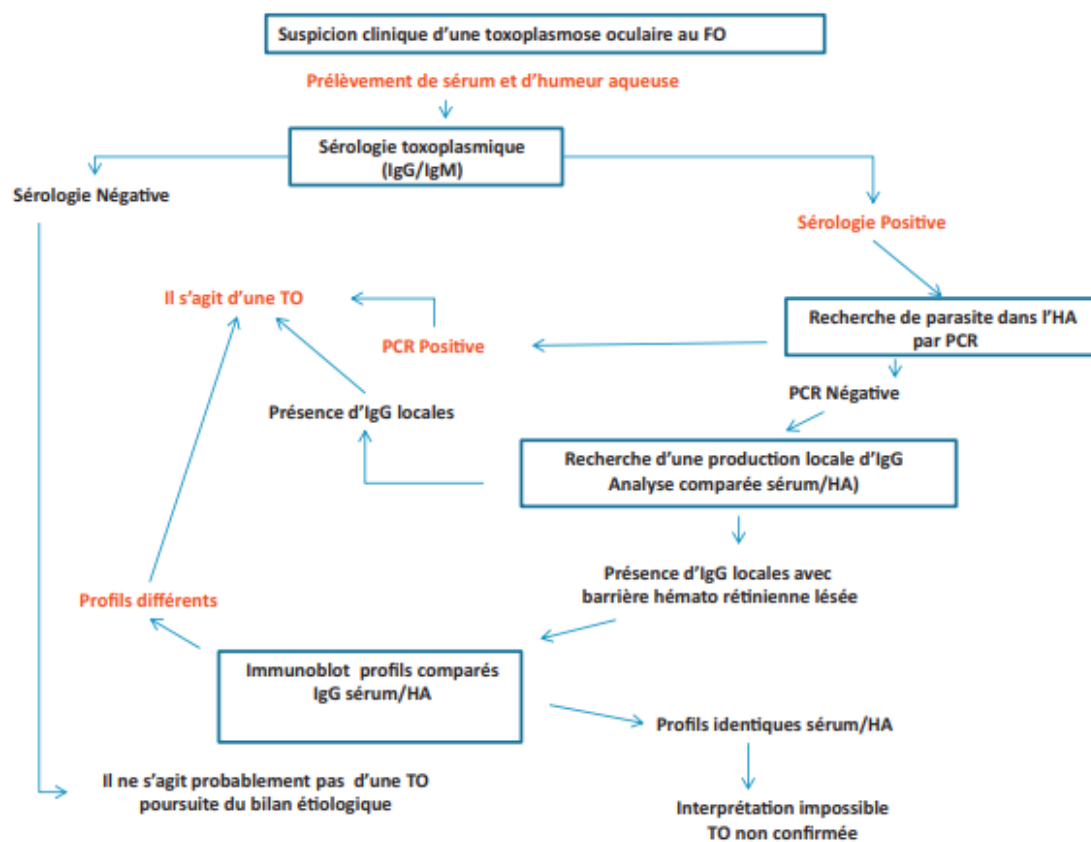 Suspicion clinique d'une toxoplasmose oculaire au FO
Prélèvement de sérum et d'humeur aqueuse
Sérologie toxoplasmique
(IgG/IgM)
Sérologie Négative
Sérologie Positive
Il s'agit d'une TO
Recherche de parasite dans l'HA
par PCR
PCR Positive
PCR Négative
Présence d'IgG locales
Recherche d'une production locale d'IgG
Analyse comparée sérum/HA)
Présence d'IgG locales avec
barrière hémato rétinienne lésée
Profils différents
Immunoblot profils comparés
IgG sérum/HA
Profils identiques sérum/HA
Il ne s'agit probablement pas d'une TO
poursuite du bilan étiologique
Interprétation impossible
TO non confirmée